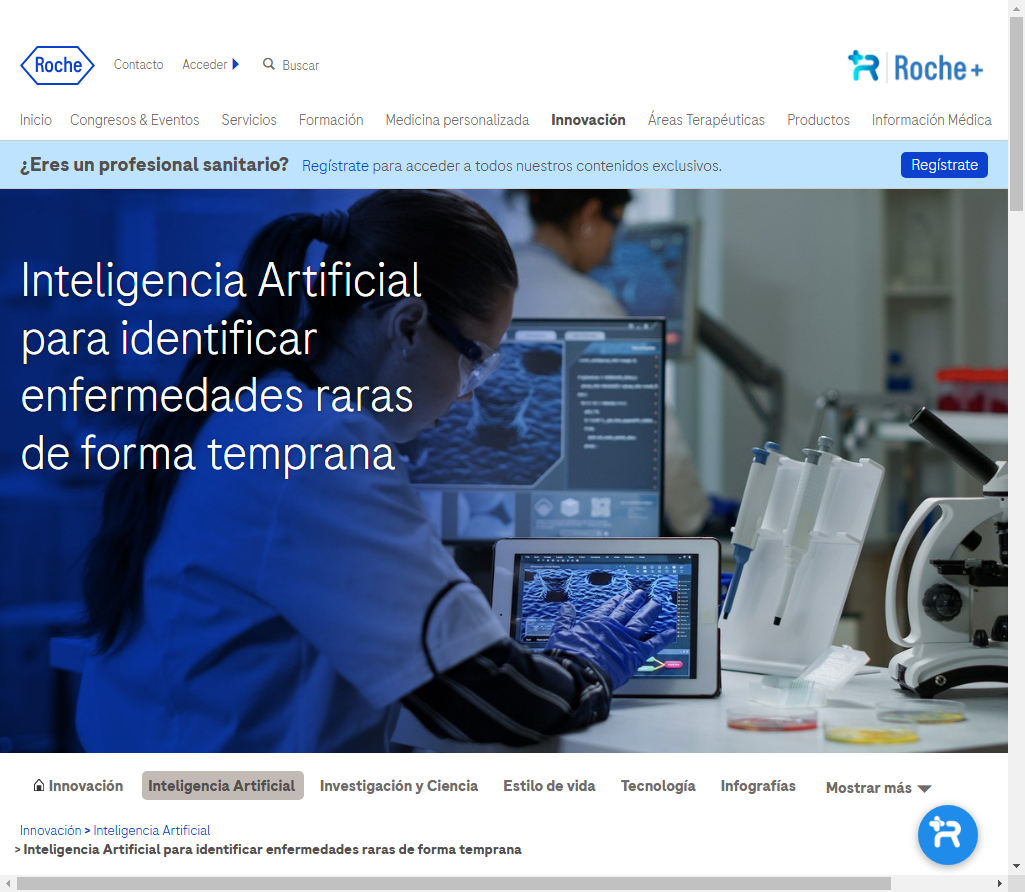 Roche
Contacto
Acceder
Buscar
Roche+
Inicio
Congresos & Eventos
Servicios
Formación
Medicina personalizada
Innovación
Áreas Terapéuticas
Productos
Información Médica
¿Eres un profesional sanitario?
Regístrate para acceder a todos nuestros contenidos exclusivos.
Regístrate
Inteligencia Artificial
para identificar
enfermedades raras
de forma temprana
Innovación
Inteligencia Artificial
Investigación y Ciencia
Estilo de vida
Tecnología
Infografías
Mostrar más
Innovación > Inteligencia Artificial
> Inteligencia Artificial para identificar enfermedades raras de forma temprana